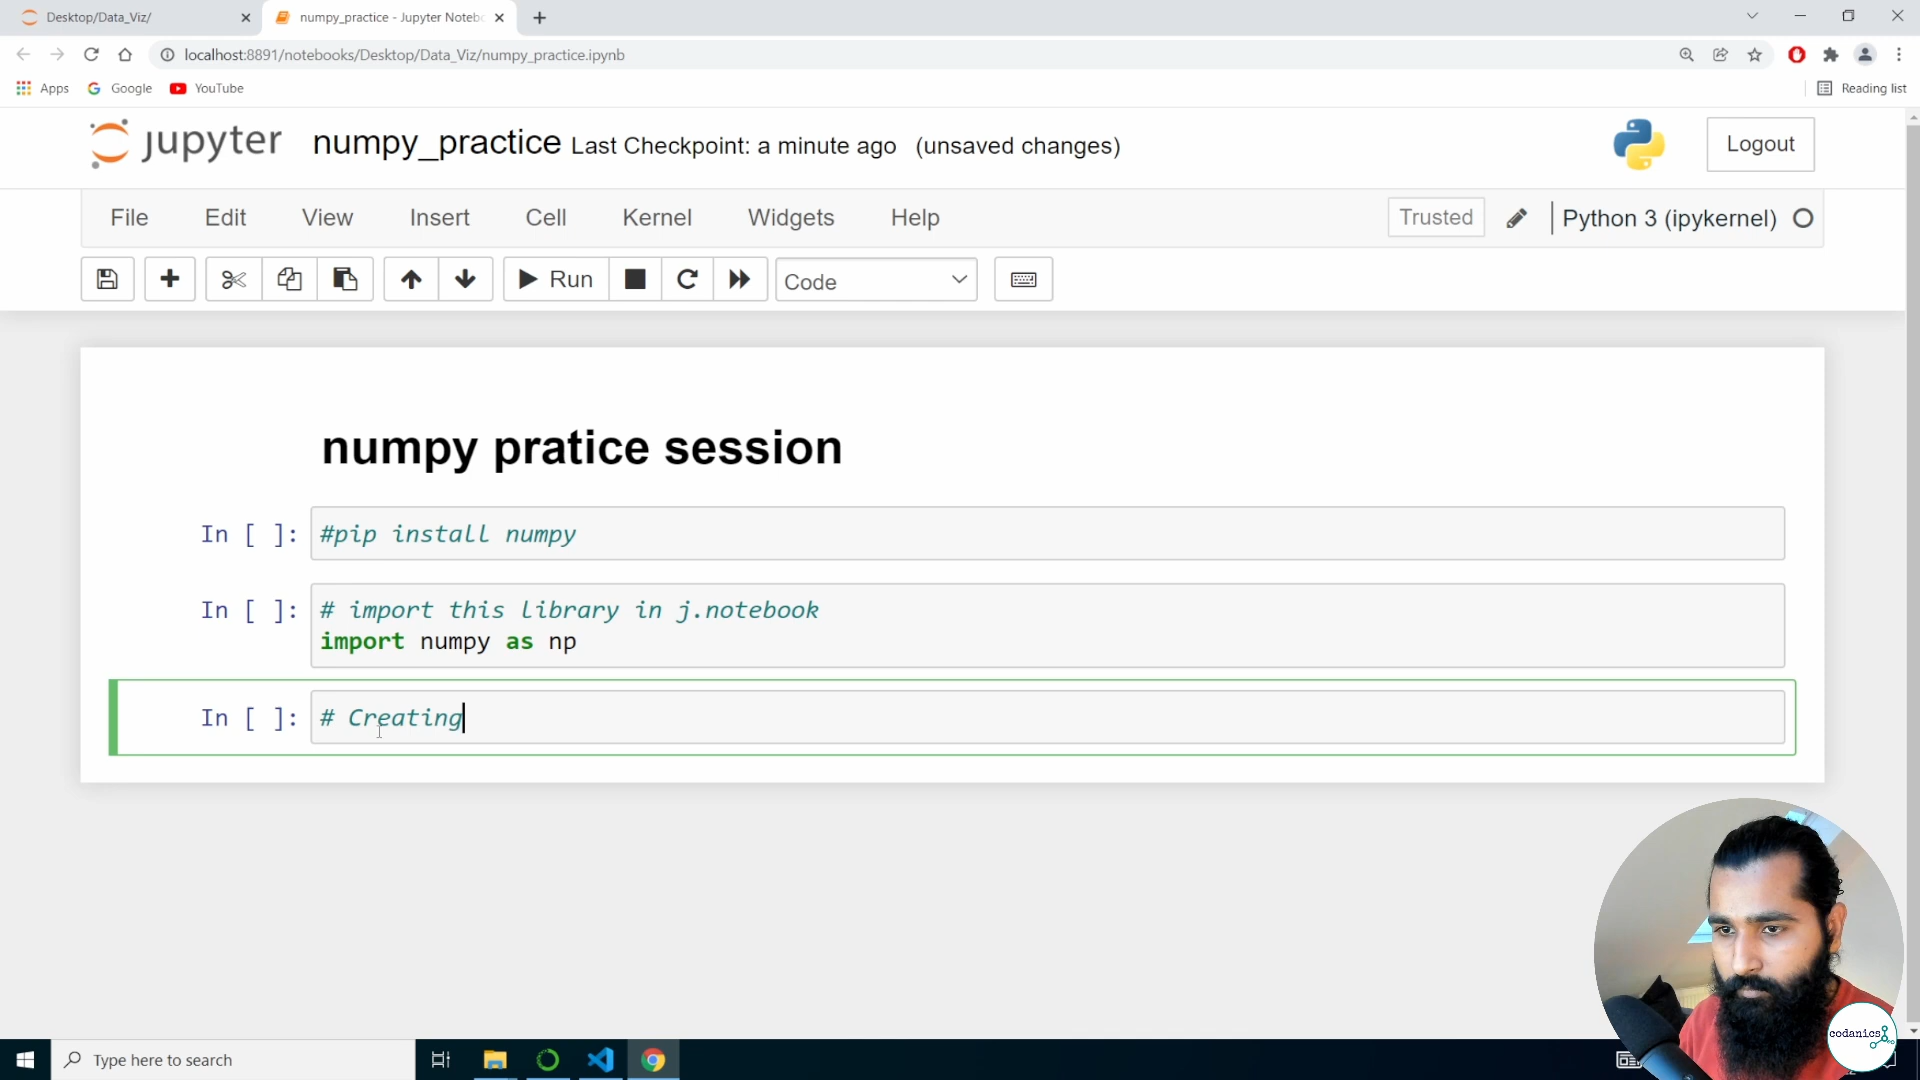 Desktop/Data_Viz/
numpy_practice - Jupyter Noteb
localhost:8891/notebooks/Desktop/Data_Viz/numpy_practice.ipynb
Apps
Google
YouTube
Reading list
jupyter
numpy_practice Last Checkpoint: a minute ago (unsaved changes)
Logout
File Edit View Insert Cell Kernel Widgets Help
Trusted
Python 3 (ipykernel)
Run
Code
numpy pratice session
In [ ]: #pip install numpy
In [ ]: # import this library in j.notebook
import numpy as np
In [ ]: # Creating
codanics
Type here to search